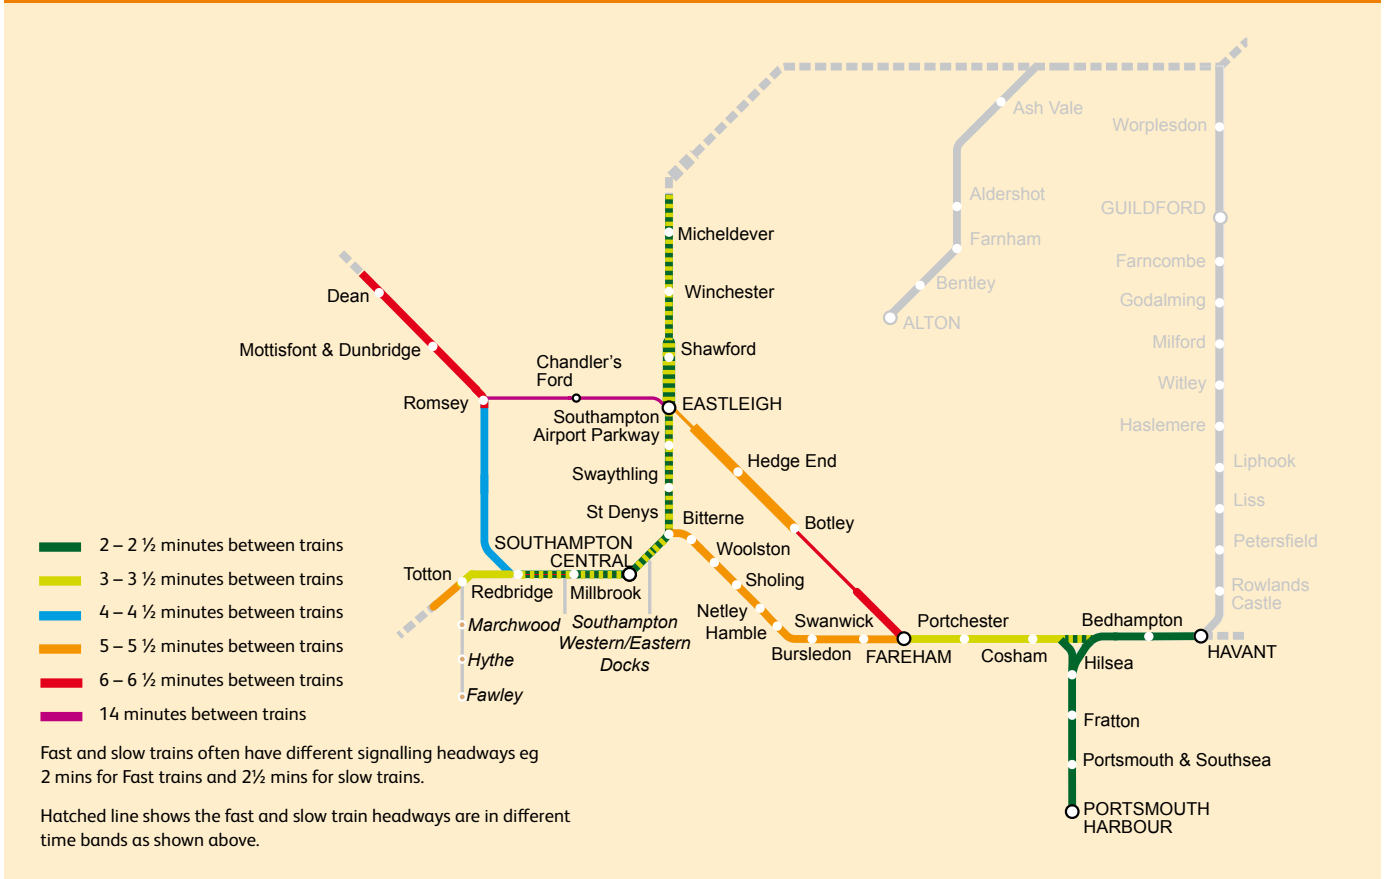 Ash Vale
Worplesdon
Aldershot
GUILDFORD
Farnham
Micheldever
Farncombe
Bentley
Winchester
Dean
Godalming
ALTON
Milford
Mottisfont & Dunbridge
Shawford
Chandler's
Ford
Witley
Romsey
EASTLEIGH
Southampton
Airport Parkway
Haslemere
Hedge End
Liphook
Swaythling
Liss
St Denys
Bitterne
Botley
SOUTHAMPTON
CENTRAL
Woolston
Petersfield
Totton
Redbridge
Millbrook
Sholing
Rowlands
Castle
Marchwood
Southampton
Western/Eastern
Docks
Netley
Hamble
Swanwick
Portchester
Bedhampton
Bursledon
FAREHAM
Cosham
Hilsea
HAVANT
Hythe
Fawley
Fratton
Portsmouth & Southsea
PORTSMOUTH
HARBOUR
2 – 2 ½ minutes between trains
3 – 3 ½ minutes between trains
4 – 4 ½ minutes between trains
5 – 5 ½ minutes between trains
6 – 6 ½ minutes between trains
14 minutes between trains
Fast and slow trains often have different signalling headways eg
2 mins for Fast trains and 2½ mins for slow trains.
Hatched line shows the fast and slow train headways are in different
time bands as shown above.